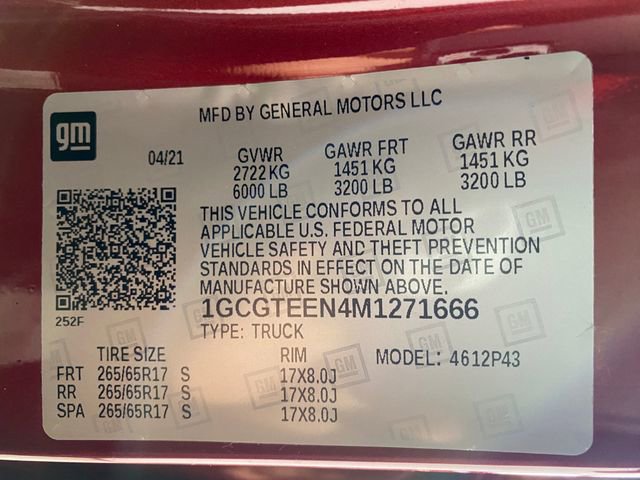 MFD BY GENERAL MOTORS LLC
gm
04/21 GVWR GAWR FRT GAWR RR
2722 KG 1451 KG 1451 KG
6000 LB 3200 LB 3200 LB
THIS VEHICLE CONFORMS TO ALL
APPLICABLE U.S. FEDERAL MOTOR
VEHICLE SAFETY AND THEFT PREVENTION
STANDARDS IN EFFECT ON THE DATE OF
MANUFACTURE SHOWN ABOVE.
252F
1GCGTEEN4M1271666
TYPE: TRUCK
TIRE SIZE RIM MODEL: 4612P43
FRT 265/65R17 S 17X8.0J
RR 265/65R17 S 17X8.0J
SPA 265/65R17 S 17X8.0J